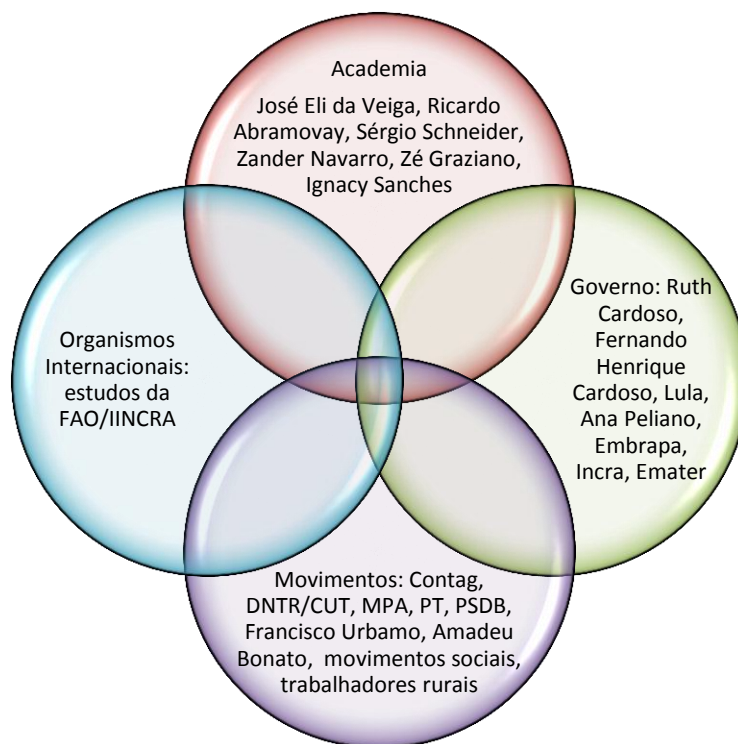 Academia
José Eli da Veiga, Ricardo
Abramovay, Sérgio Schneider,
Zander Navarro, Zé Graziano,
Ignacy Sanches
Organismos
Internacionais:
estudos da
FAO/IINCRA
Governo: Ruth
Cardoso,
Fernando
Henrique
Cardoso, Lula,
Ana Peliano,
Embrapa,
Incra, Emater
Movimentos: Contag,
DNTR/CUT, MPA, PT, PSDB,
Francisco Urbamo, Amadeu
Bonato, movimentos sociais,
trabalhadores rurais